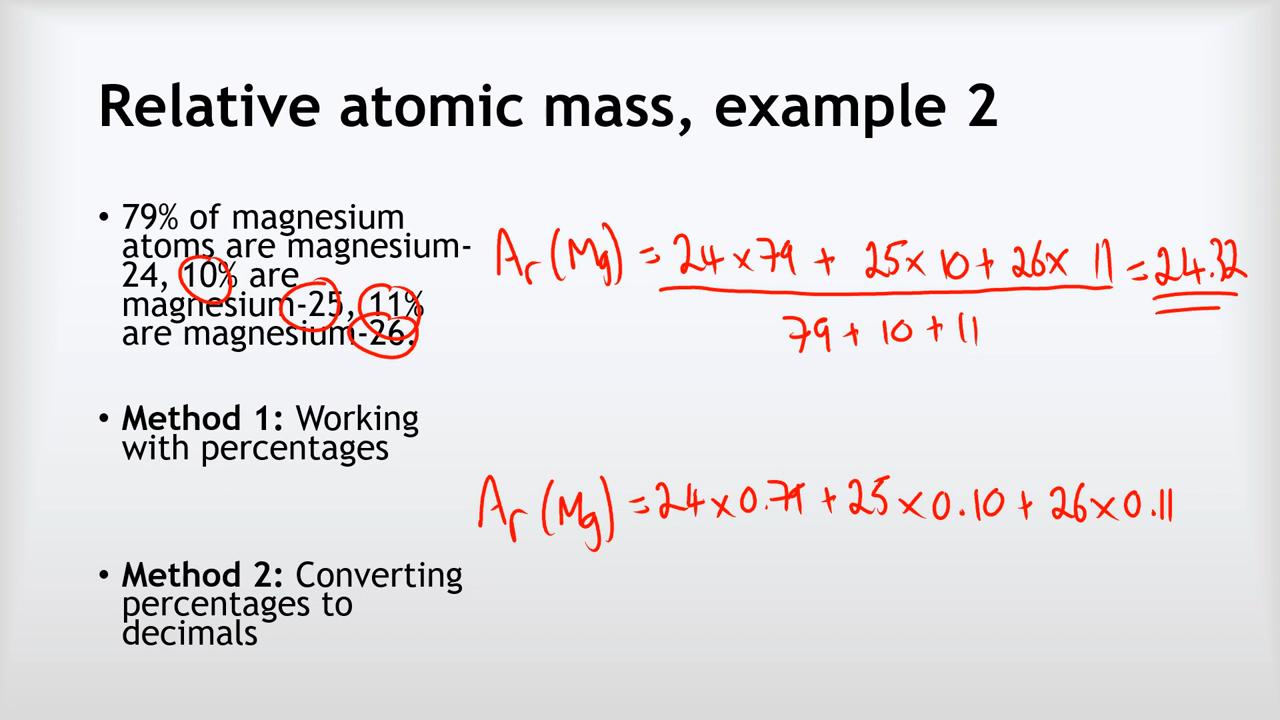 Relative atomic mass, example 2
• 79% of magnesium
atoms are magnesium-
24, 10% are
magnesium-25, 11%
are magnesium-26.
Ar (Mg) = 24 × 79 + 25 × 10 + 26 × 11 = 24.32
79 + 10 + 11
• Method 1: Working
with percentages
Ar (Mg) = 24 × 0.79 + 25 × 0.10 + 26 × 0.11
• Method 2: Converting
percentages to
decimals